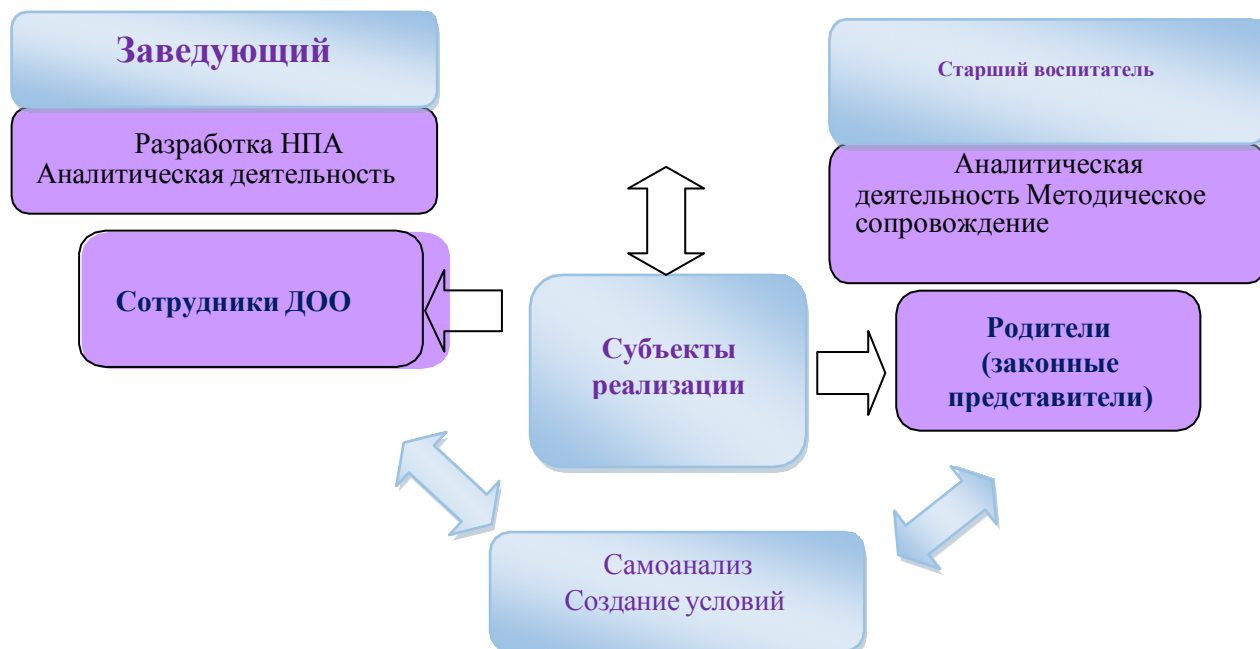 Заведующий
Разработка НПА
Аналитическая деятельность
Сотрудники ДОО
Старший воспитатель
Аналитическая
деятельность Методическое
сопровождение
Субъекты
реализации
Родители
(законные
представители)
Самоанализ
Создание условий